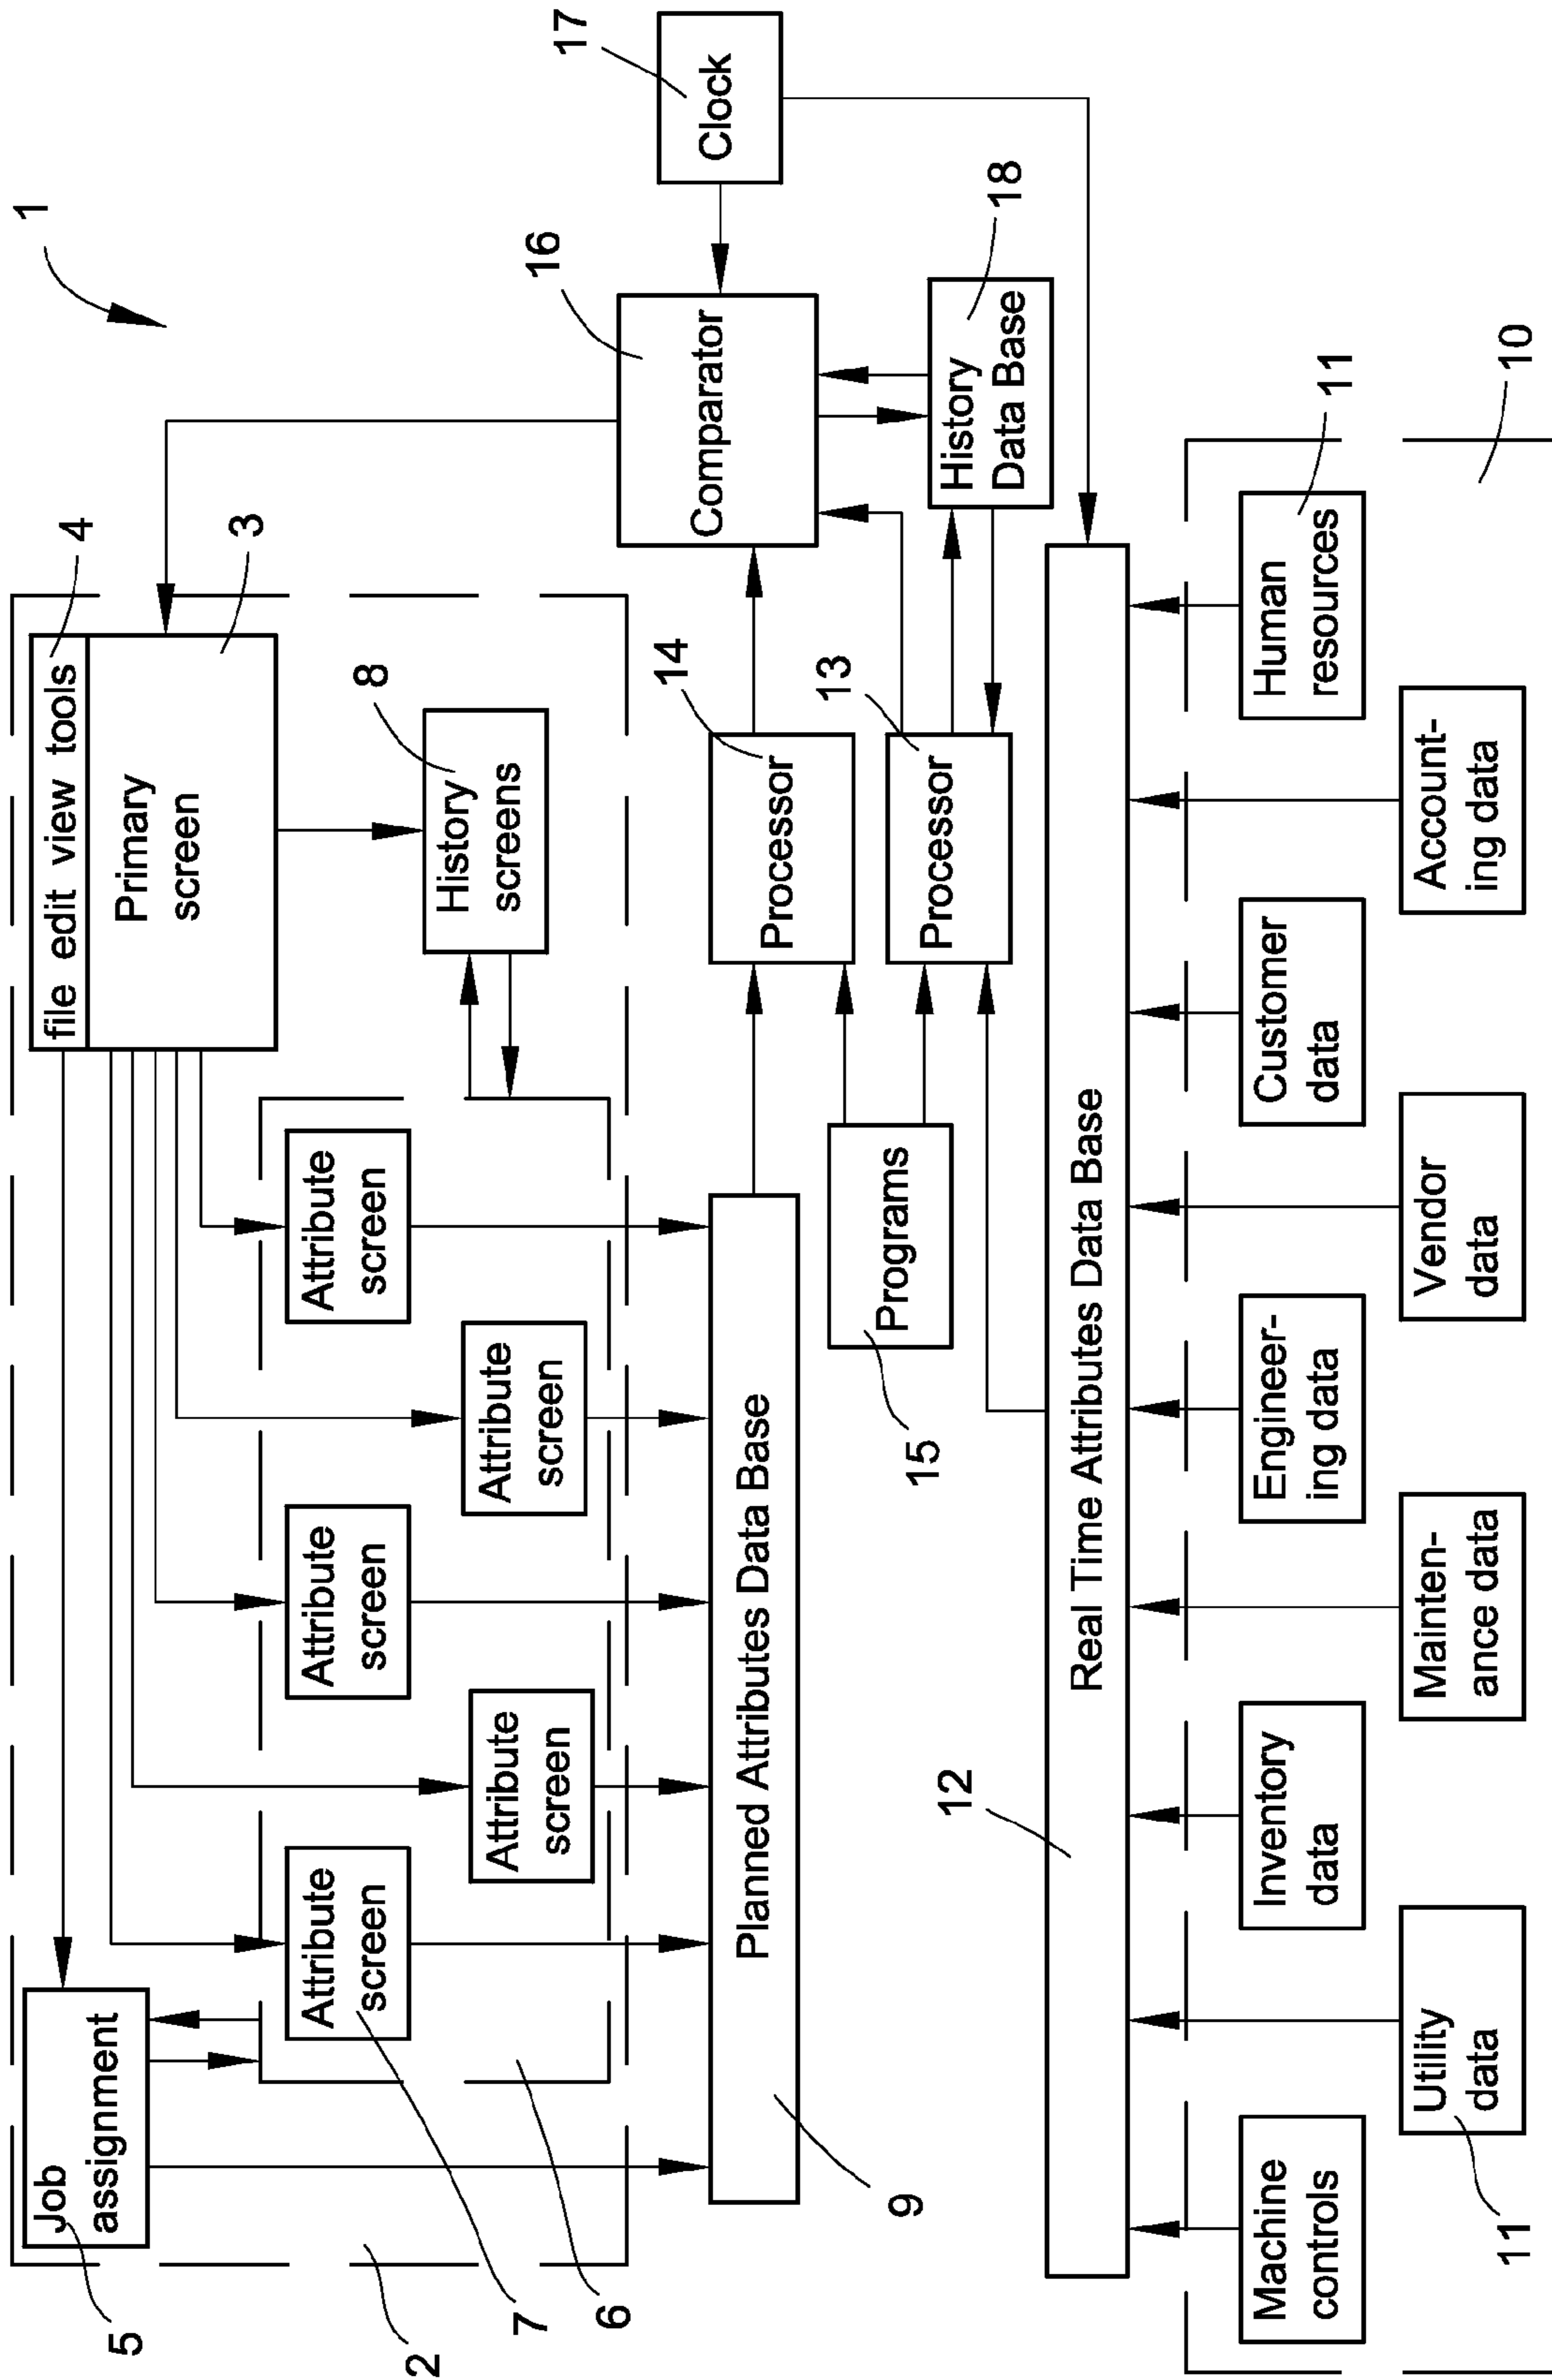 1
file edit view tools
4
Primary
screen
3
Job
assignment
5
History
screens
8
Attribute
screen
Attribute
screen
Attribute
screen
Attribute
screen
Attribute
screen
7
6
2
Planned Attributes Data Base
9
Processor
14
Processor
13
Programs
15
Comparator
16
Clock
17
History
Data Base
18
Real Time Attributes Data Base
12
Machine
controls
Utility
data
11
Inventory
data
Mainten-
ance data
Engineer-
ing data
Vendor
data
Customer
data
Account-
ing data
Human
resources
11
10